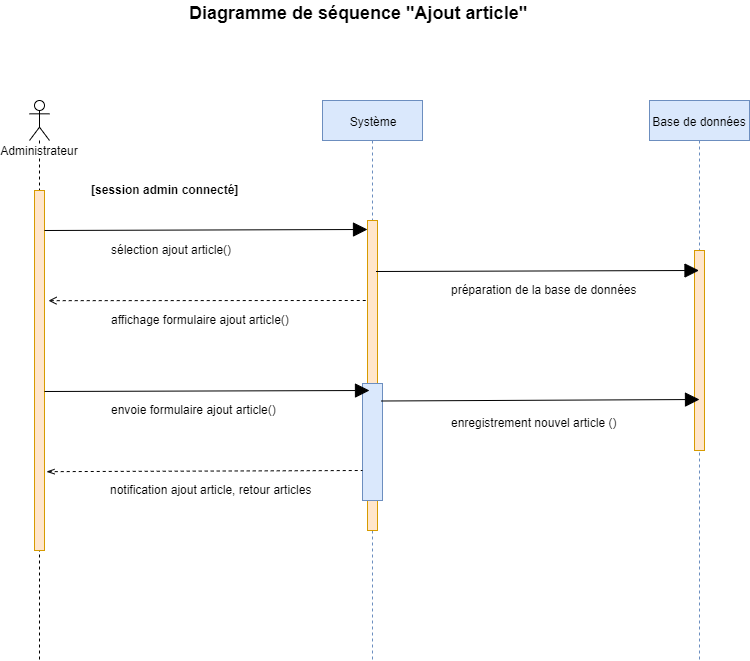 Diagramme de séquence "Ajout article"
Administrateur
Système
Base de données
[session admin connecté]
sélection ajout article()
préparation de la base de données
affichage formulaire ajout article()
envoie formulaire ajout article()
enregistrement nouvel article ()
notification ajout article, retour articles